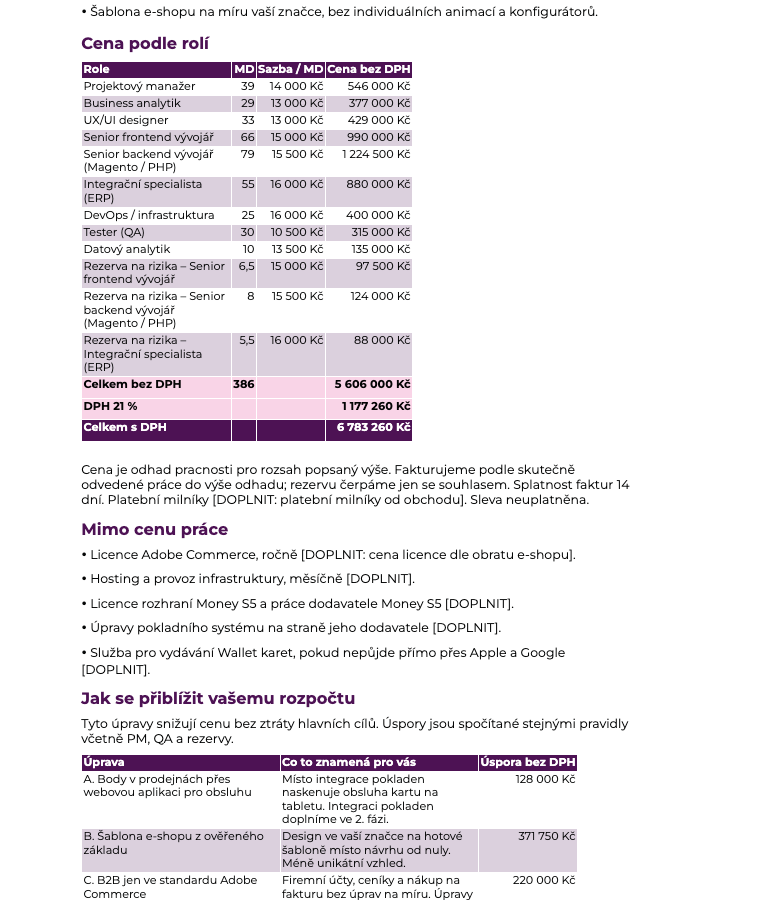 • Šablona e-shopu na míru vaší značce, bez individuálních animací a konfigurátorů.
Cena podle rolí
Role MD Sazba / MD Cena bez DPH
Projektový manažer 39 14 000 Kč 546 000 Kč
Business analytik 29 13 000 Kč 377 000 Kč
UX/UI designer 33 13 000 Kč 429 000 Kč
Senior frontend vývojář 66 15 000 Kč 990 000 Kč
Senior backend vývojář 79 15 500 Kč 1 224 500 Kč
(Magento / PHP)
Integrační specialista 55 16 000 Kč 880 000 Kč
(ERP)
DevOps / infrastruktura 25 16 000 Kč 400 000 Kč
Tester (QA) 30 10 500 Kč 315 000 Kč
Datový analytik 10 13 500 Kč 135 000 Kč
Rezerva na rizika – Senior 6,5 15 000 Kč 97 500 Kč
frontend vývojář
Rezerva na rizika – Senior 8 15 500 Kč 124 000 Kč
backend vývojář
(Magento / PHP)
Rezerva na rizika – 5,5 16 000 Kč 88 000 Kč
Integrační specialista
(ERP)
Celkem bez DPH 386 5 606 000 Kč
DPH 21 % 1 177 260 Kč
Celkem s DPH 6 783 260 Kč
Cena je odhad pracnosti pro rozsah popsaný výše. Fakturujeme podle skutečně
odvedené práce do výše odhadu; rezervu čerpáme jen se souhlasem. Splatnost faktur 14
dní. Platební milníky [DOPLNIT: platební milníky od obchodu]. Sleva neuplatněna.
Mimo cenu práce
• Licence Adobe Commerce, ročně [DOPLNIT: cena licence dle obratu e-shopu].
• Hosting a provoz infrastruktury, měsíčně [DOPLNIT].
• Licence rozhraní Money S5 a práce dodavatele Money S5 [DOPLNIT].
• Úpravy pokladního systému na straně jeho dodavatele [DOPLNIT].
• Služba pro vydávání Wallet karet, pokud nepůjde přímo přes Apple a Google
[DOPLNIT].
Jak se přiblížit vašemu rozpočtu
Tyto úpravy snižují cenu bez ztráty hlavních cílů. Úspory jsou spočítané stejnými pravidly
včetně PM, QA a rezervy.
Úprava Co to znamená pro vás Úspora bez DPH
A. Body v prodejnách přes Místo integrace pokladen 128 000 Kč
webovou aplikaci pro obsluhu naskenuje obsluha kartu na
tabletu. Integraci pokladen
doplníme ve 2. fázi.
B. Šablona e-shopu z ověřeného Design ve vaší značce na hotové 371 750 Kč
základu šabloně místo návrhu od nuly.
Méně unikátní vzhled.
C. B2B jen ve standardu Adobe Firemní účty, ceníky a nákup na 220 000 Kč
Commerce fakturu bez úprav na míru. Úpravy